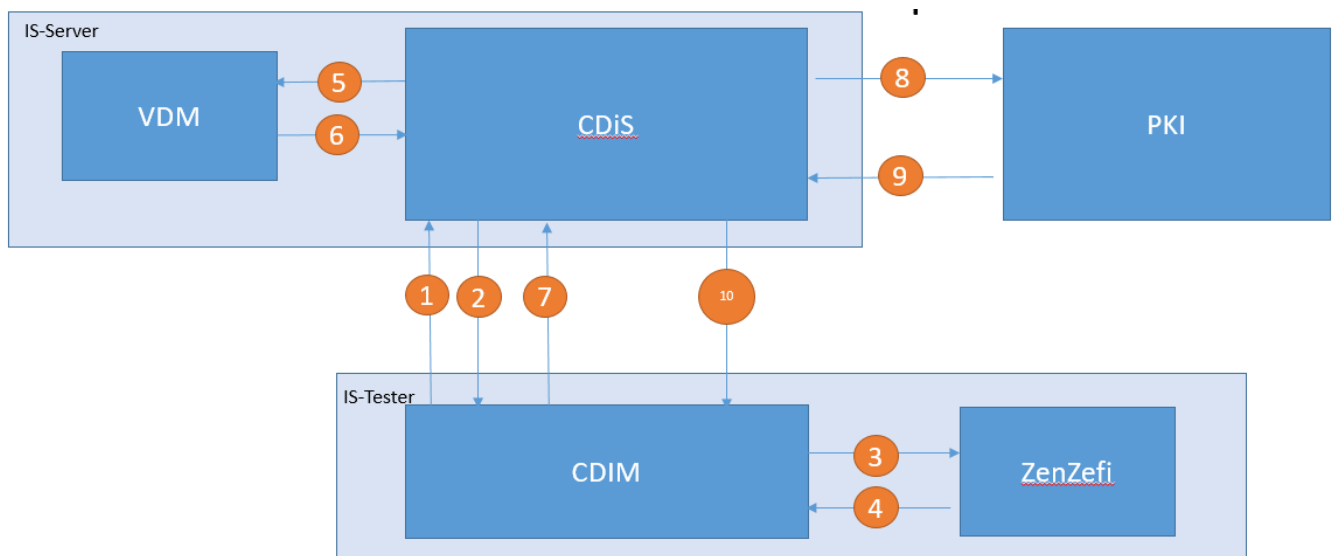 IS-Server
VDM
5
6
CDiS
8
9
PKI
1
2
7
10
IS-Tester
CDIM
3
4
ZenZefi